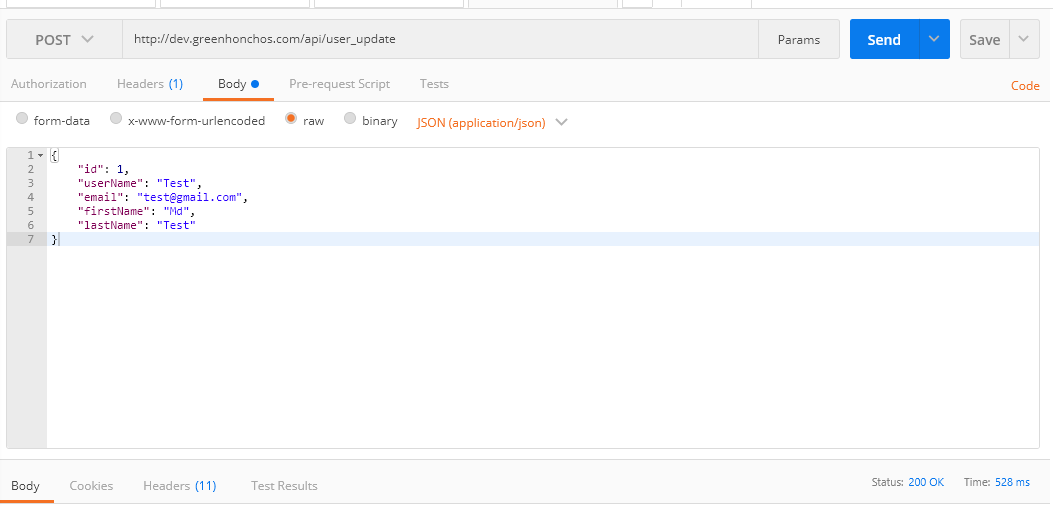 POST http://dev.greenhonchos.com/api/user_update Params Send Save
Authorization Headers (1) Body Pre-request Script Tests Code
form-data x-www-form-urlencoded raw binary JSON (application/json)
1 {
2 "id": 1,
3 "userName": "Test",
4 "email": "test@gmail.com",
5 "firstName": "Md",
6 "lastName": "Test"
7 }
Body Cookies Headers (11) Test Results Status: 200 OK Time: 528 ms